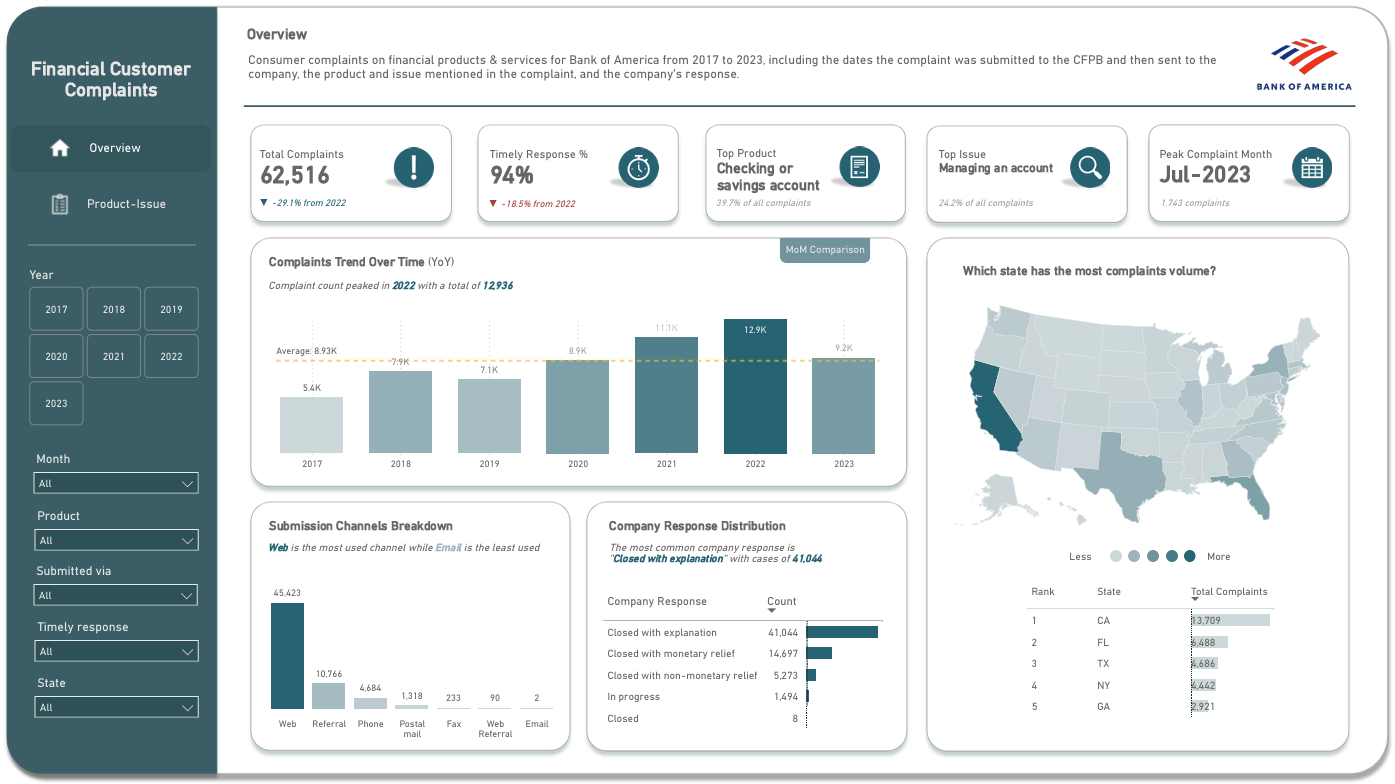 Financial Customer
Complaints
Overview
Product-Issue
Year
2017
2018
2019
2020
2021
2022
2023
Month
All
Product
All
Submitted via
All
Timely response
All
State
All
Overview
Consumer complaints on financial products & services for Bank of America from 2017 to 2023, including the dates the complaint was submitted to the CFPB and then sent to the
company, the product and issue mentioned in the complaint, and the company's response.
BANK OF AMERICA
Total Complaints
62,516
-29.1% from 2022
Timely Response %
94%
-18.5% from 2022
Top Product
Checking or
savings account
39.7% of all complaints
Top Issue
Managing an account
24.2% of all complaints
Peak Complaint Month
Jul-2023
1,743 complaints
MoM Comparison
Complaints Trend Over Time (YoY)
Complaint count peaked in 2022 with a total of 12,936
Average: 8.93K
5.4K
7.9K
7.1K
8.9K
11.1K
12.9K
9.2K
2017
2018
2019
2020
2021
2022
2023
Submission Channels Breakdown
Web is the most used channel while Email is the least used
45,423
10,766
4,684
1,318
233
90
2
Web
Referral
Phone
Postal
mail
Fax
Web
Referral
Email
Company Response Distribution
The most common company response is
"Closed with explanation" with cases of 41,044
Company Response Count
Closed with explanation 41,044
Closed with monetary relief 14,697
Closed with non-monetary relief 5,273
In progress 1,494
Closed 8
Which state has the most complaints volume?
Less
More
Rank State Total Complaints
1 CA 13,709
2 FL 6,488
3 TX 4,686
4 NY 4,442
5 GA 2,921